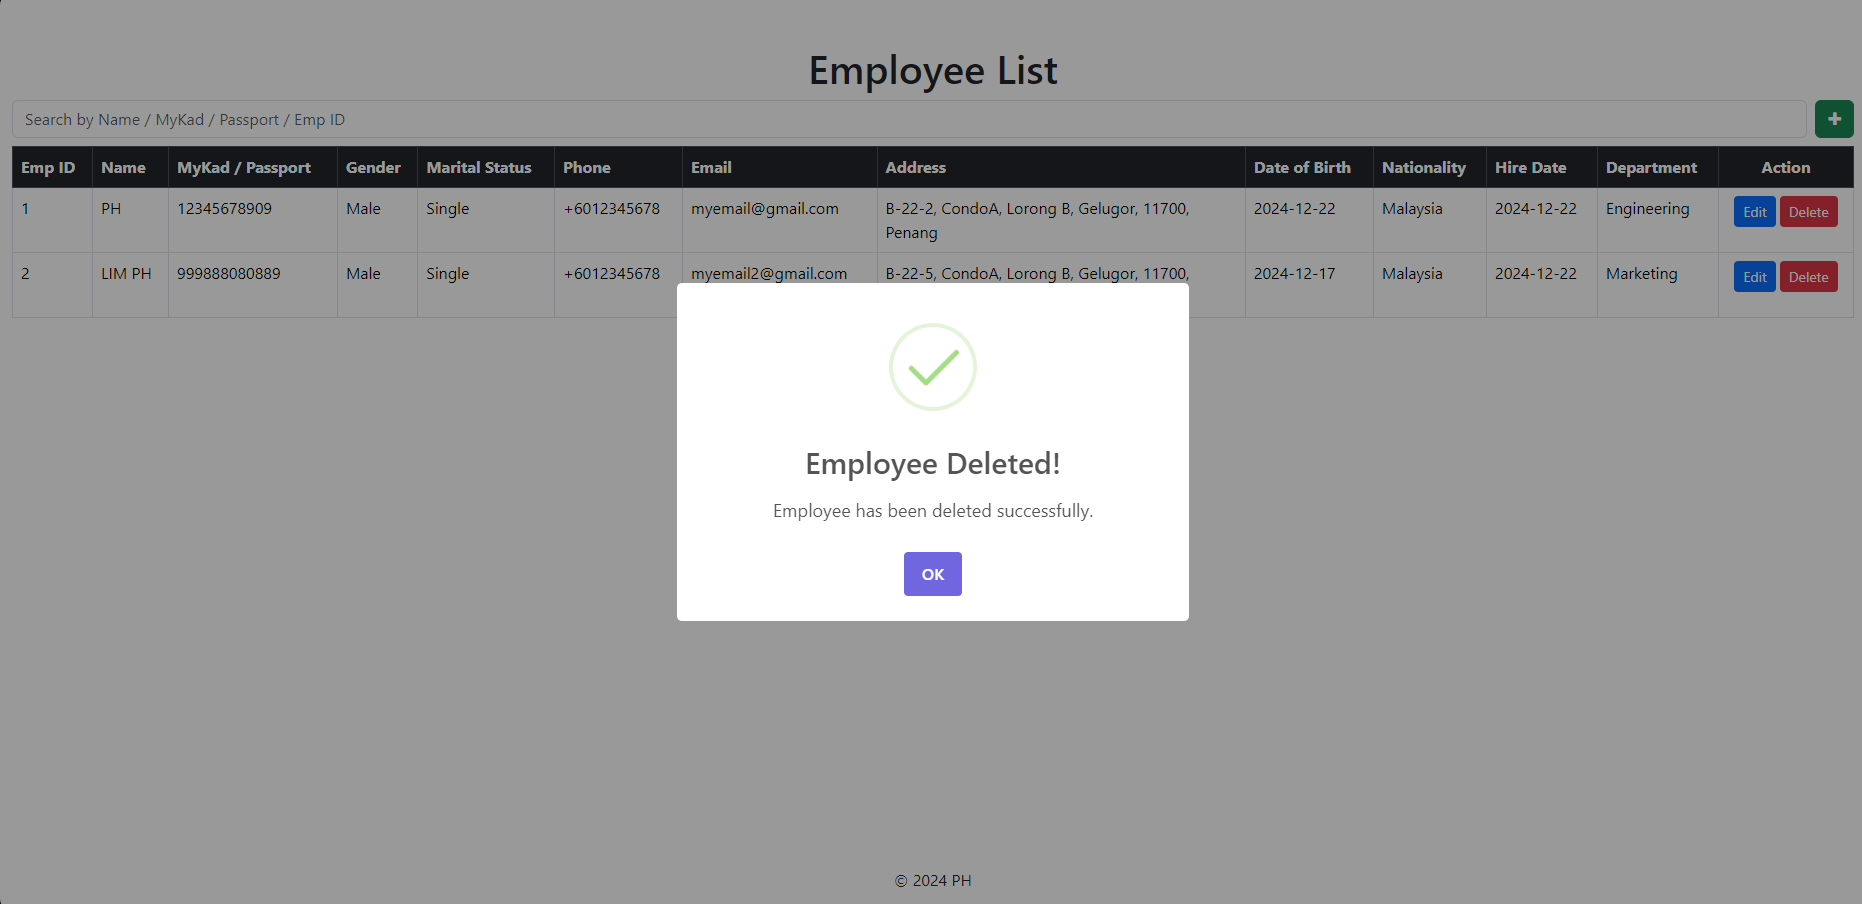 Employee List
Search by Name / MyKad / Passport / Emp ID
+
Emp ID Name MyKad / Passport Gender Marital Status Phone Email Address Date of Birth Nationality Hire Date Department Action
1 PH 12345678909 Male Single +6012345678 myemail@gmail.com B-22-2, CondoA, Lorong B, Gelugor, 11700, 2024-12-22 Malaysia 2024-12-22 Engineering Edit Delete
Penang
2 LIM PH 999888080889 Male Single +6012345678 myemail2@gmail.com B-22-5, CondoA, Lorong B, Gelugor, 11700, 2024-12-17 Malaysia 2024-12-22 Marketing Edit Delete
Employee Deleted!
Employee has been deleted successfully.
OK
© 2024 PH